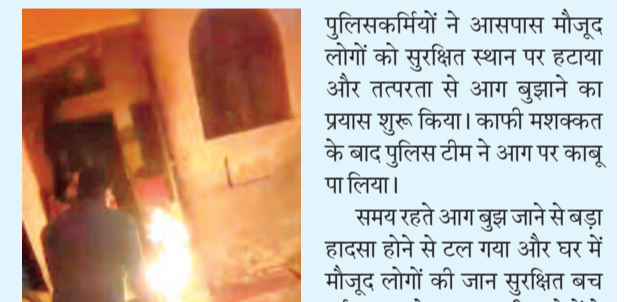 पुलिसकर्मियों ने आसपास मौजूद
लोगों को सुरक्षित स्थान पर हटाया
और तत्परता से आग बुझाने का
प्रयास शुरू किया। काफी मशक्कत
के बाद पुलिस टीम ने आग पर काबू
पा लिया।
समय रहते आग बुझ जाने से बड़ा
हादसा होने से टल गया और घर में
मौजूद लोगों की जान सुरक्षित बच